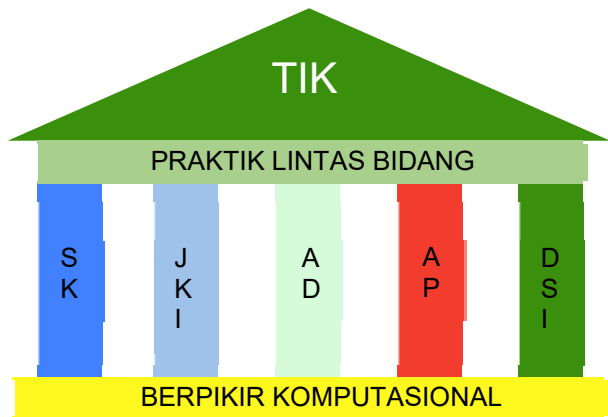 TIK
PRAKTIK LINTAS BIDANG
S
K
J
K
I
A
D
A
P
D
S
I
BERPIKIR KOMPUTASIONAL